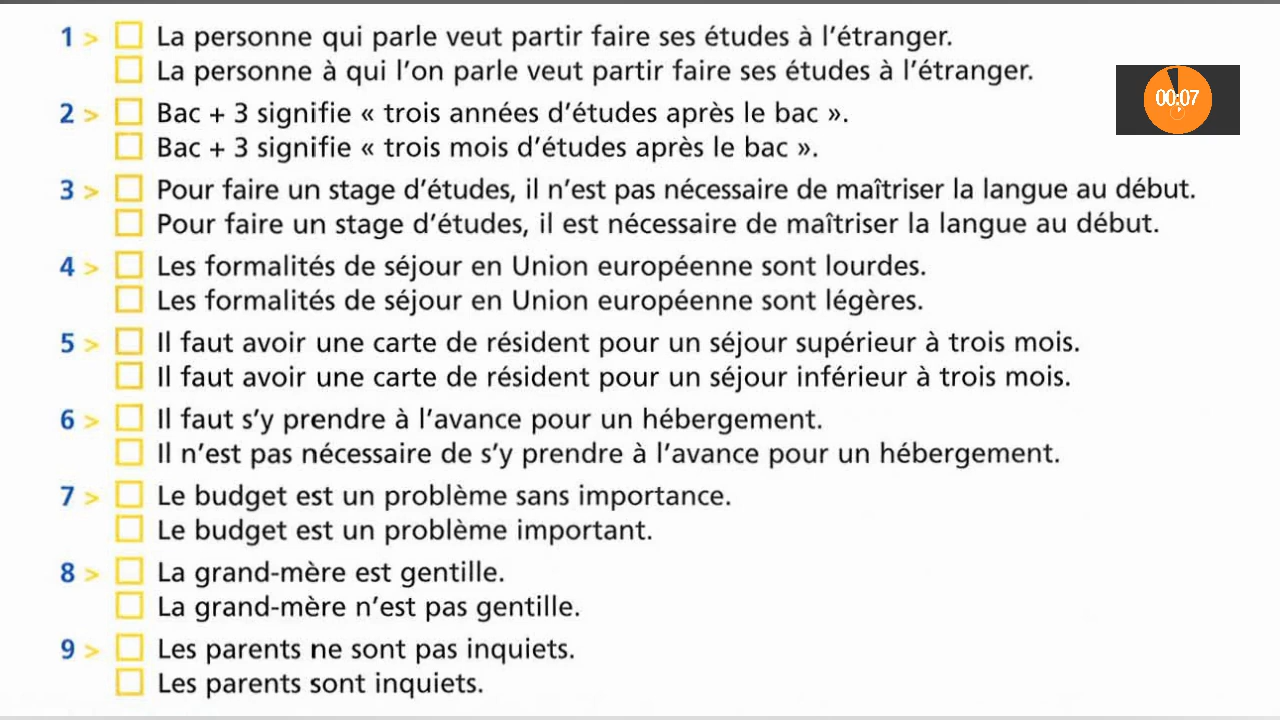 1 > La personne qui parle veut partir faire ses études à l'étranger.
La personne à qui l'on parle veut partir faire ses études à l'étranger.
00:07
2 > Bac + 3 signifie « trois années d'études après le bac ».
Bac + 3 signifie « trois mois d'études après le bac ».
3 > Pour faire un stage d'études, il n'est pas nécessaire de maîtriser la langue au début.
Pour faire un stage d'études, il est nécessaire de maîtriser la langue au début.
4 > Les formalités de séjour en Union européenne sont lourdes.
Les formalités de séjour en Union européenne sont légères.
5 > Il faut avoir une carte de résident pour un séjour supérieur à trois mois.
Il faut avoir une carte de résident pour un séjour inférieur à trois mois.
6 > Il faut s'y prendre à l'avance pour un hébergement.
Il n'est pas nécessaire de s'y prendre à l'avance pour un hébergement.
7 > Le budget est un problème sans importance.
Le budget est un problème important.
8 > La grand-mère est gentille.
La grand-mère n'est pas gentille.
9 > Les parents ne sont pas inquiets.
Les parents sont inquiets.